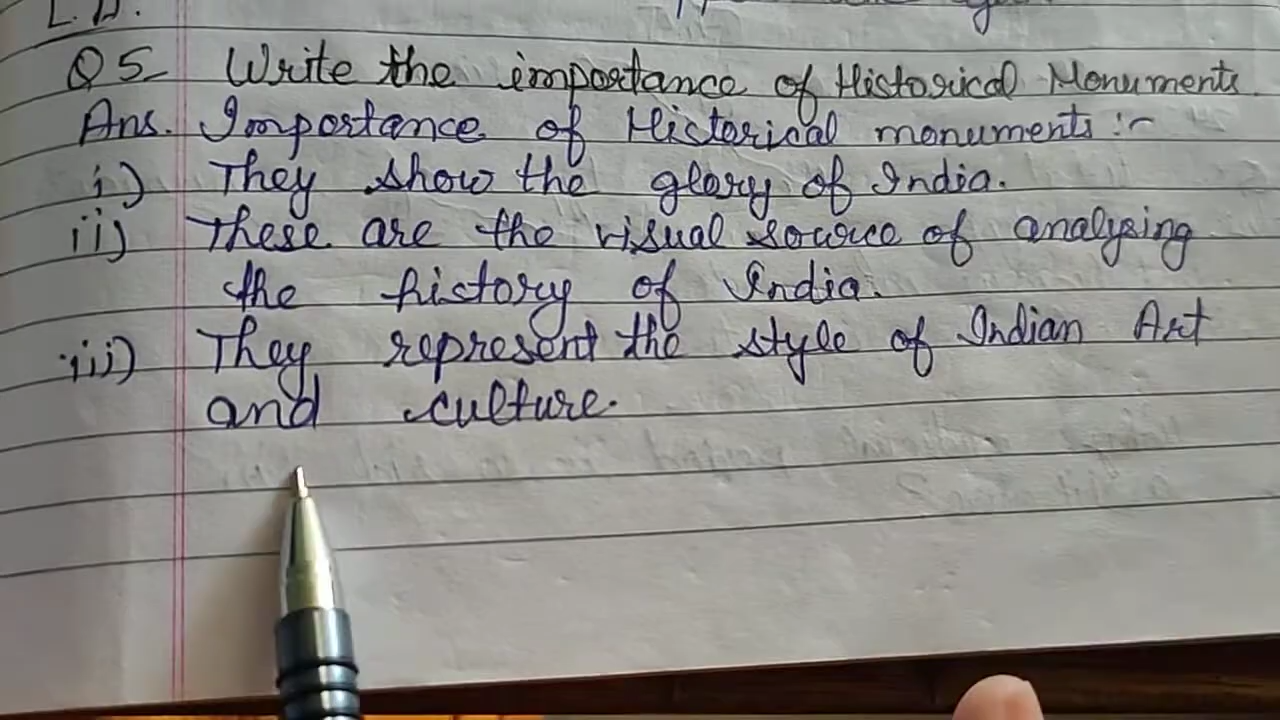 Q5- Write the importance of Historical Monuments.
Ans. Importance of Historical monuments :-
i) They show the glory of India.
ii) These are the visual source of analysing
the history of India.
iii) They represent the style of Indian Art
and culture.